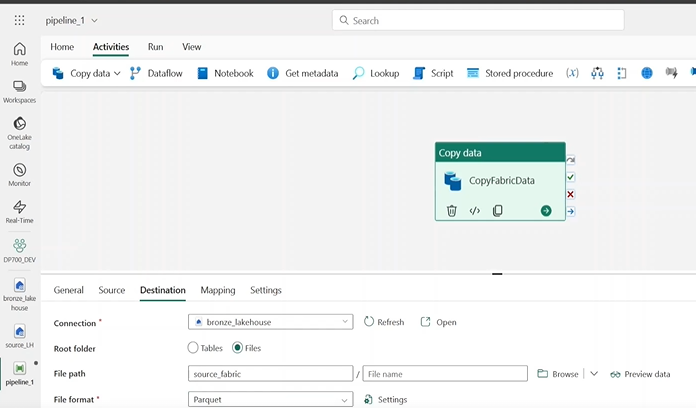 pipeline_1
Search
Home Activities Run View
Copy data Dataflow Notebook Get metadata Lookup Script Stored procedure (x)
Home
Workspaces
OneLake
catalog
Monitor
Real-Time
DP700_DEV
bronze_lake
house
source_LH
pipeline_1
Copy data
CopyFabricData
General Source Destination Mapping Settings
Connection * bronze_lakehouse Refresh Open
Root folder Tables Files
File path source_fabric / File name Browse Preview data
File format * Parquet Settings